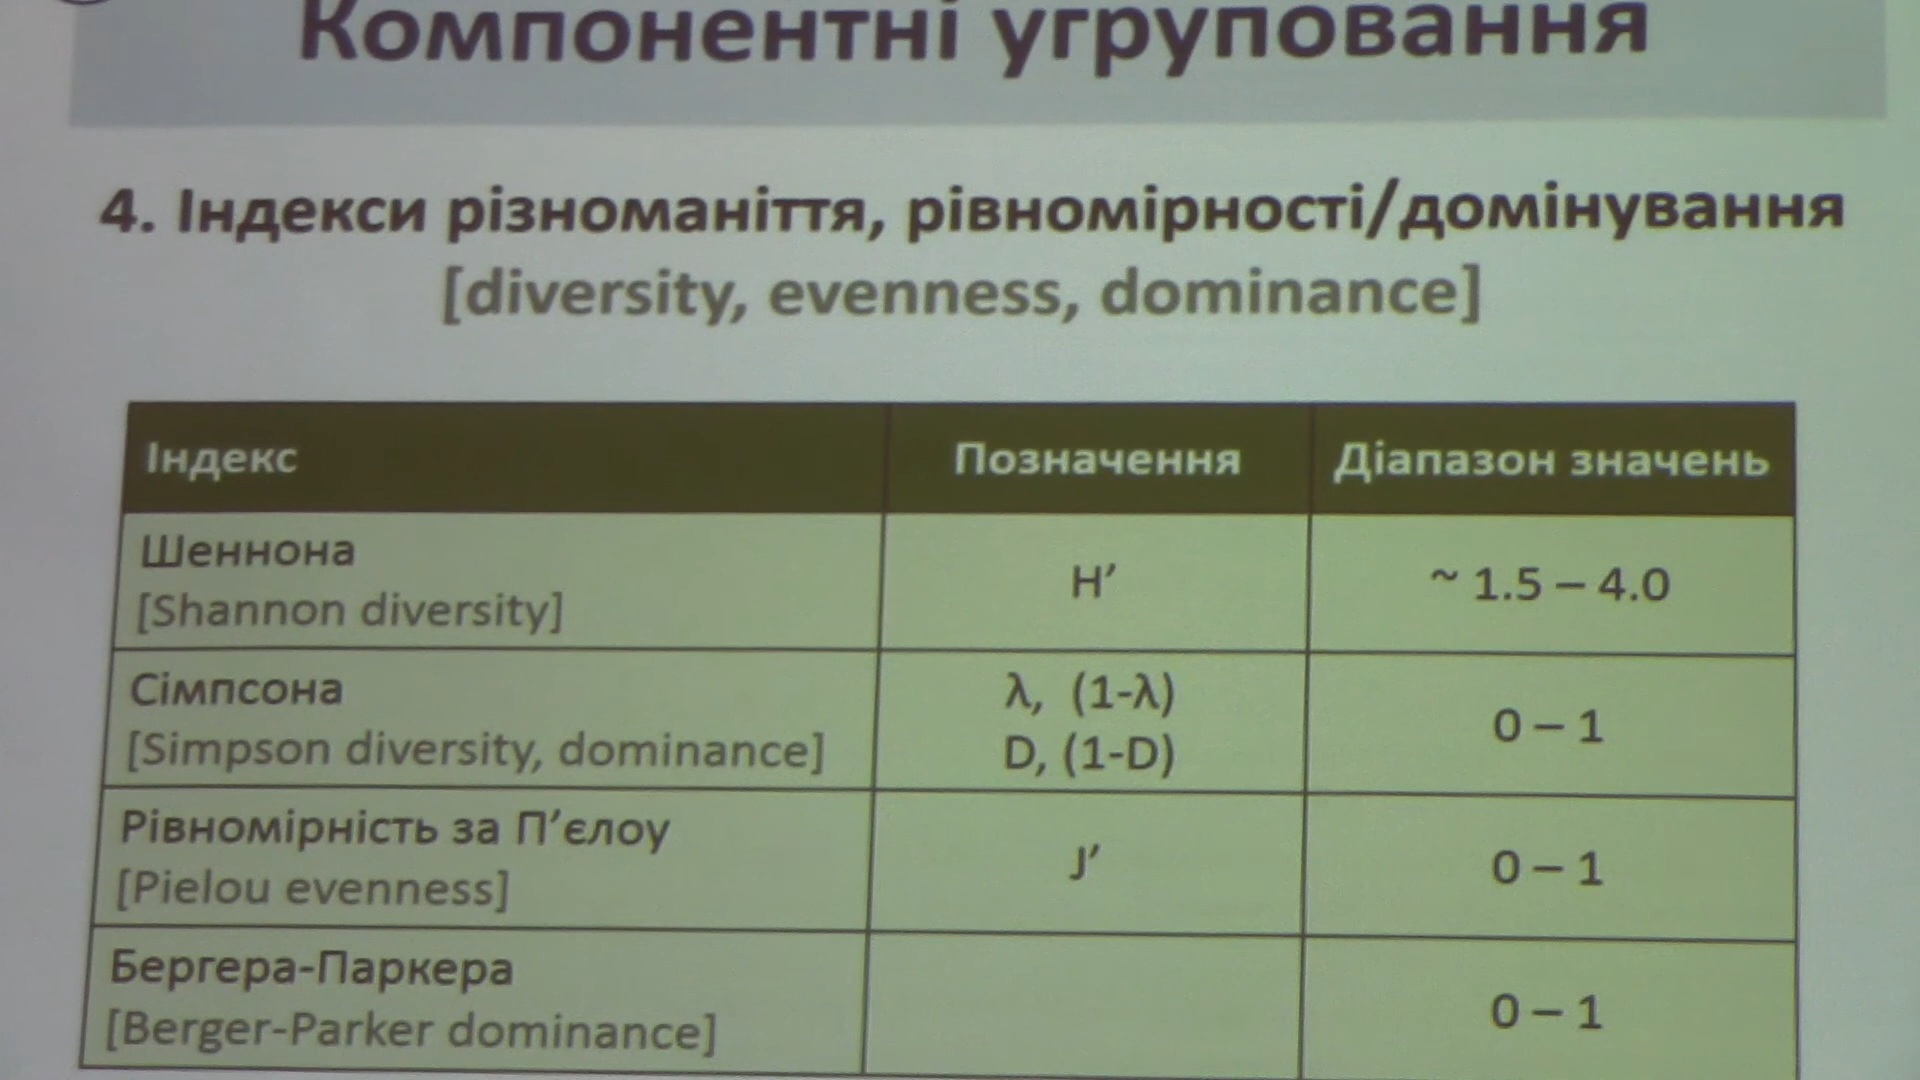 Компонентні угруповання
4. Індекси різноманіття, рівномірності/домінування
[diversity, evenness, dominance]
Індекс Позначення Діапазон значень
Шеннона
[Shannon diversity]
H’
~ 1.5 – 4.0
Сімпсона
[Simpson diversity, dominance]
λ, (1-λ)
D, (1-D)
0 – 1
Рівномірність за П’єлоу
[Pielou evenness]
J’
0 – 1
Бергера-Паркера
[Berger-Parker dominance]
0 – 1